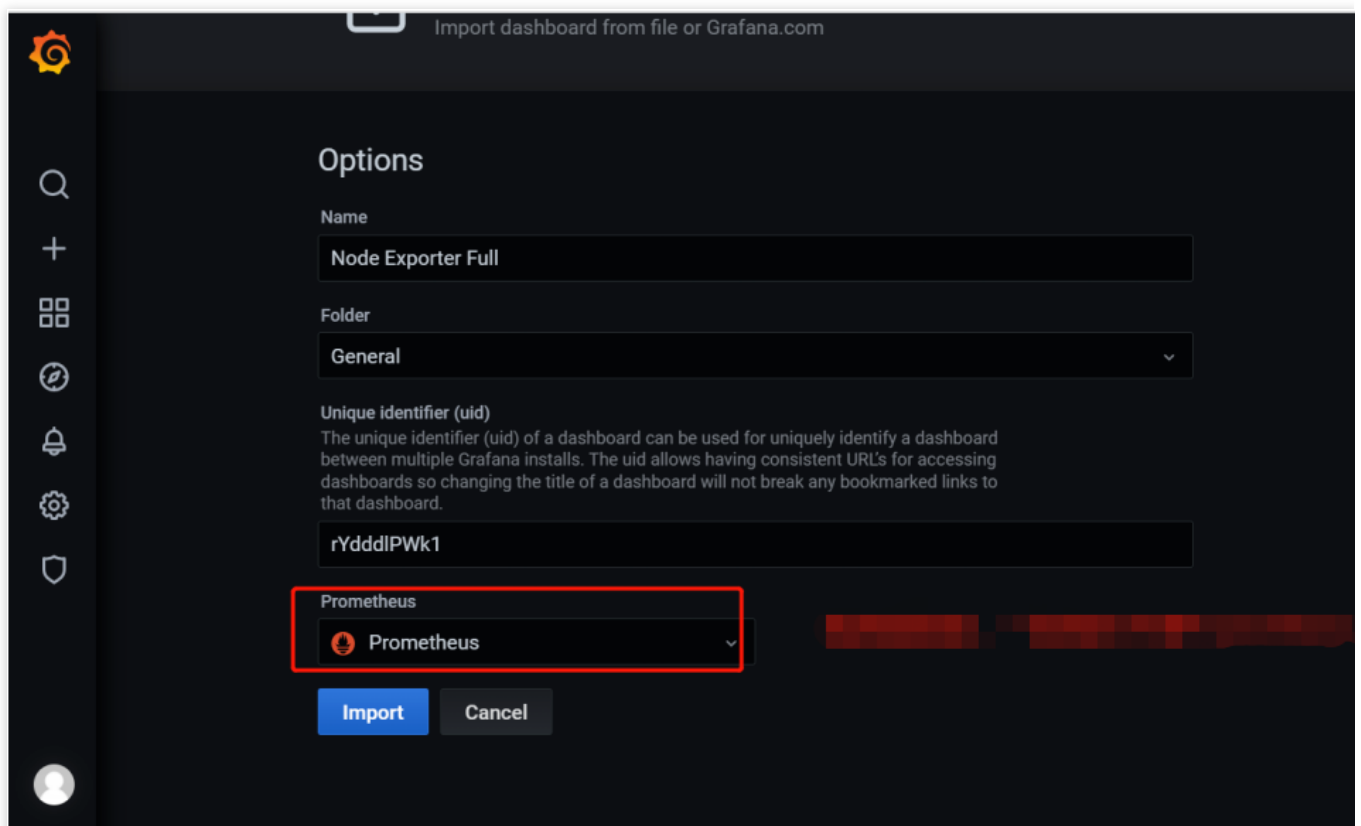 Import dashboard from file or Grafana.com
Options
Name
Node Exporter Full
Folder
General
Unique identifier (uid)
The unique identifier (uid) of a dashboard can be used for uniquely identify a dashboard
between multiple Grafana installs. The uid allows having consistent URL's for accessing
dashboards so changing the title of a dashboard will not break any bookmarked links to
that dashboard.
rYdddlPWk1
Prometheus
Prometheus
Import
Cancel